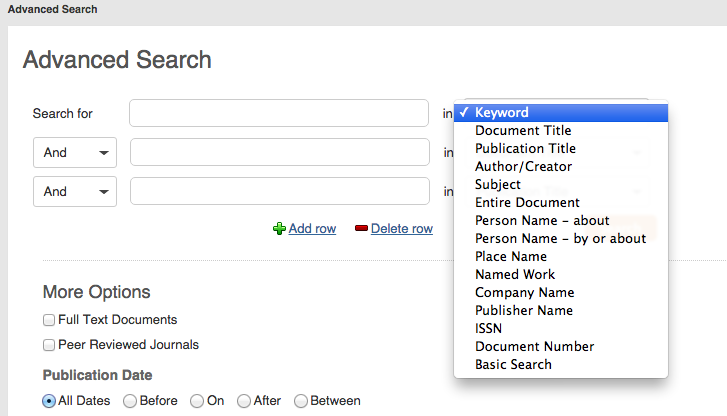 Advanced Search
Advanced Search
Search for in ✓ Keyword
Document Title
And in Publication Title
Author/Creator
And in Subject
Entire Document
Add row Delete row Person Name – about
Person Name – by or about
Place Name
More Options Named Work
Company Name
Full Text Documents Publisher Name
ISSN
Peer Reviewed Journals Document Number
Basic Search
Publication Date
All Dates Before On After Between